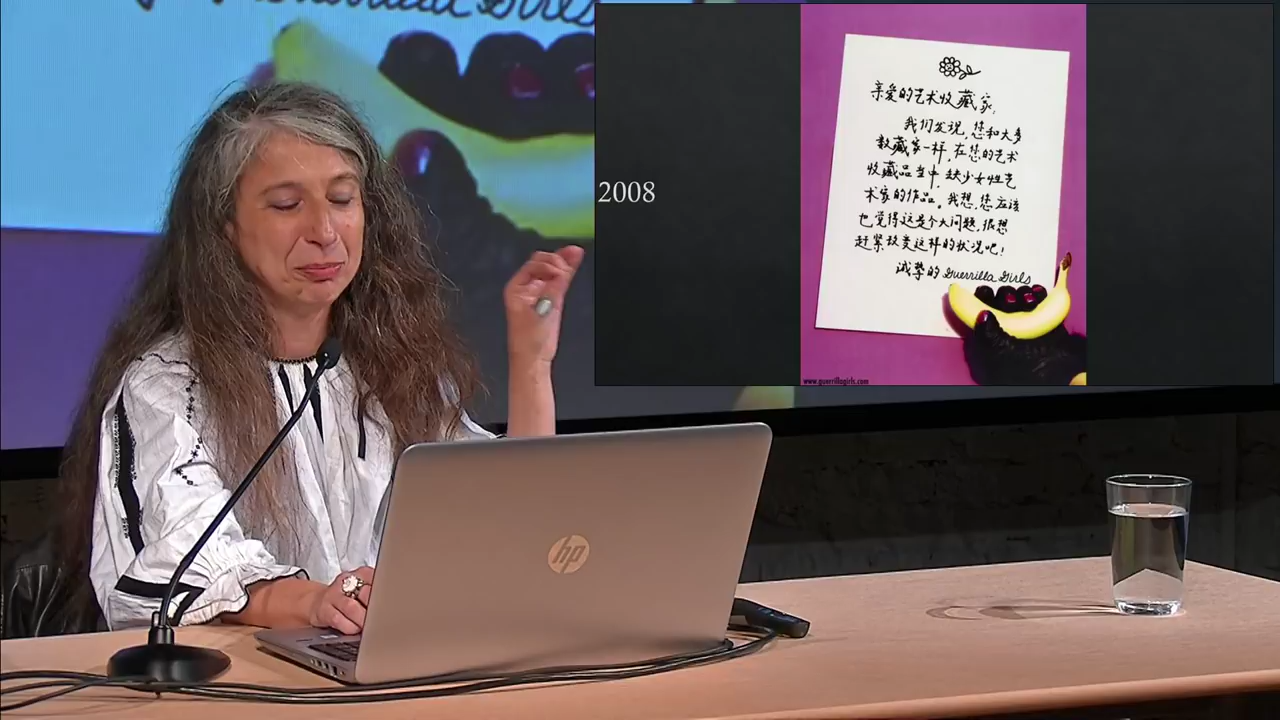 2008
亲爱的艺术收藏家:
我们发现,您和大多
数藏家一样,在您的艺术
收藏品当中,缺少女性艺
术家的作品。我想,您应该
也觉得这是个大问题,很想
赶紧改变这样的状况吧!
诚挚的 Guerrilla Girls
www.guerrillagirls.com
hp